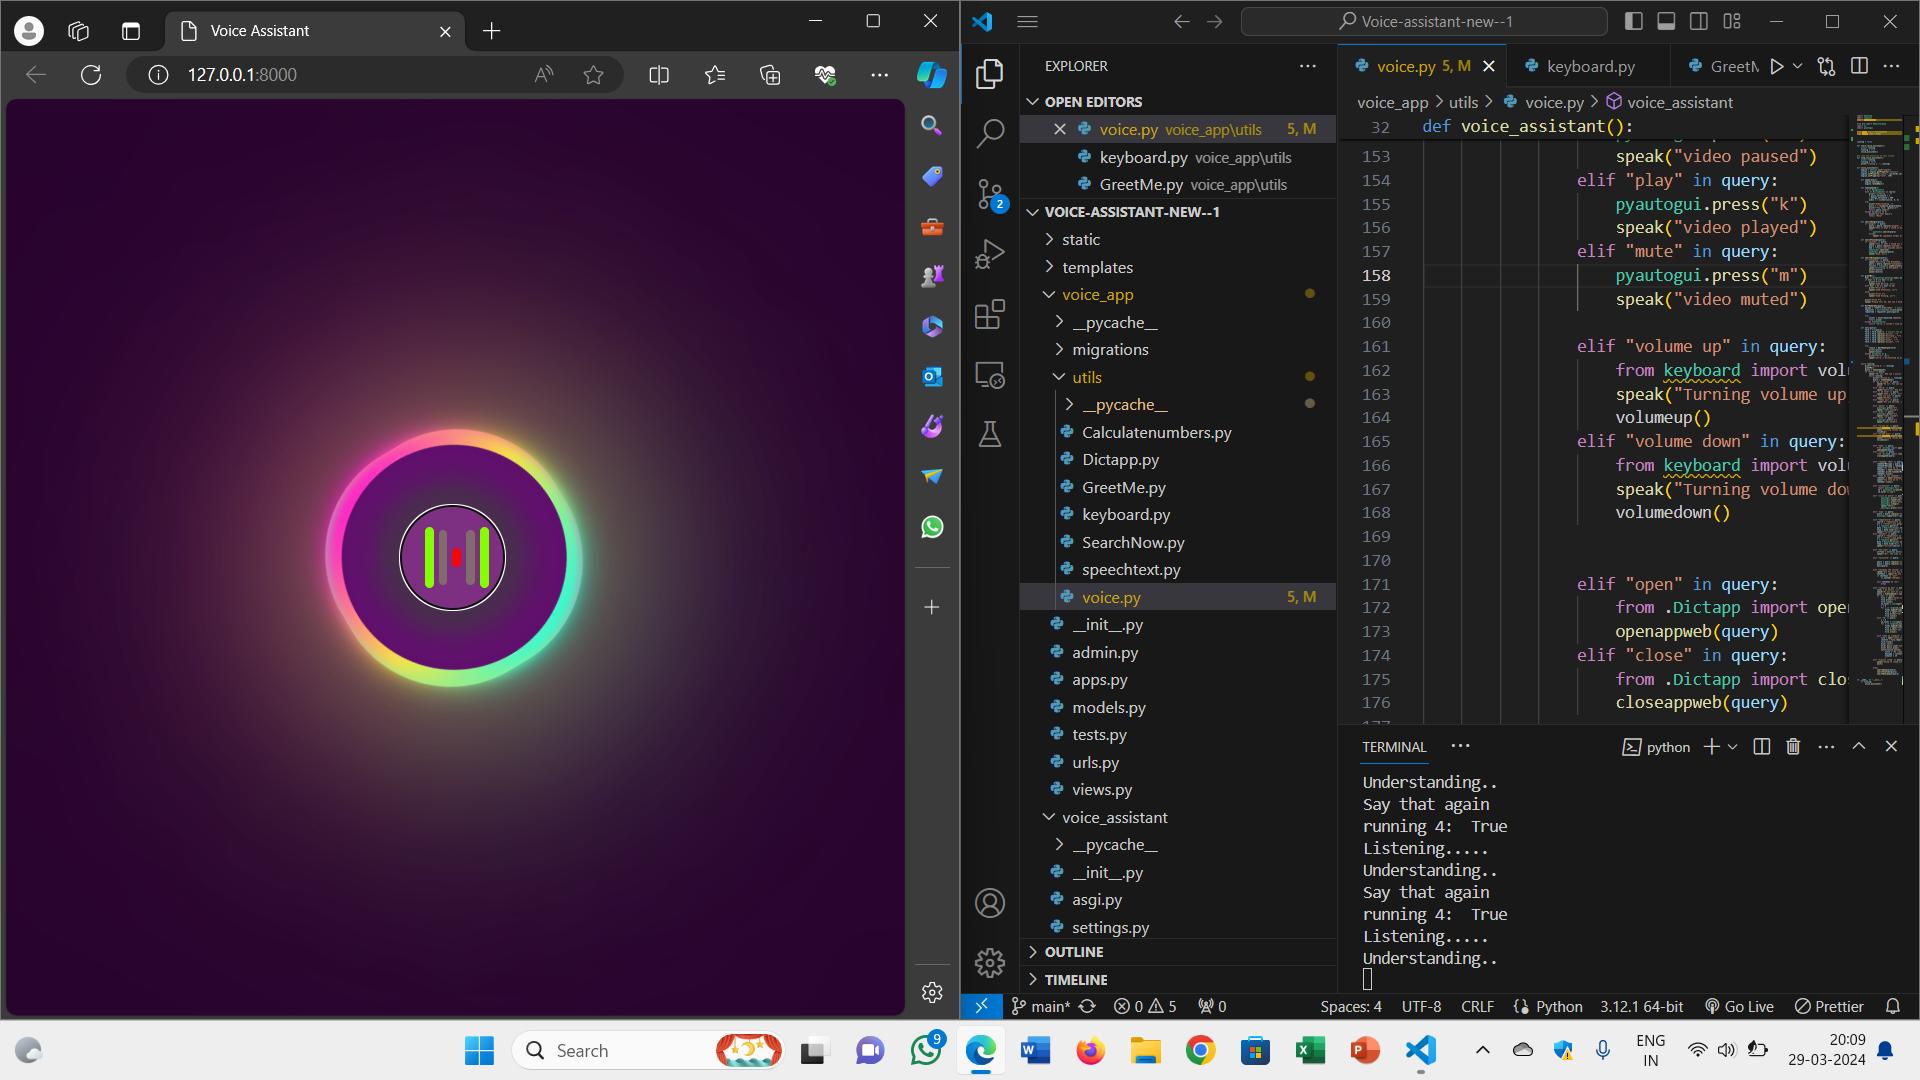 Voice Assistant
127.0.0.1:8000
Voice-assistant-new--1
EXPLORER
OPEN EDITORS
voice.py voice_app\utils 5, M
keyboard.py voice_app\utils
GreetMe.py voice_app\utils
VOICE-ASSISTANT-NEW--1
static
templates
voice_app
__pycache__
migrations
utils
__pycache__
Calculatenumbers.py
Dictapp.py
GreetMe.py
keyboard.py
SearchNow.py
speechtext.py
voice.py 5, M
__init__.py
admin.py
apps.py
models.py
tests.py
urls.py
views.py
voice_assistant
__pycache__
__init__.py
asgi.py
settings.py
OUTLINE
TIMELINE
2
voice.py 5, M keyboard.py GreetM
voice_app > utils > voice.py > voice_assistant
32 def voice_assistant():
153 speak("video paused")
154 elif "play" in query:
155 pyautogui.press("k")
156 speak("video played")
157 elif "mute" in query:
158 pyautogui.press("m")
159 speak("video muted")
160
161 elif "volume up" in query:
162 from keyboard import vol
163 speak("Turning volume up
164 volumeup()
165 elif "volume down" in query:
166 from keyboard import vol
167 speak("Turning volume do
168 volumedown()
169
170
171 elif "open" in query:
172 from .Dictapp import ope
173 openappweb(query)
174 elif "close" in query:
175 from .Dictapp import clo
176 closeappweb(query)
177
TERMINAL
python
Understanding..
Say that again
running 4:  True
Listening.....
Understanding..
Say that again
running 4:  True
Listening.....
Understanding..
main* 0 5 0 Spaces: 4 UTF-8 CRLF Python 3.12.1 64-bit Go Live Prettier
Search
9
ENG
IN
20:09
29-03-2024